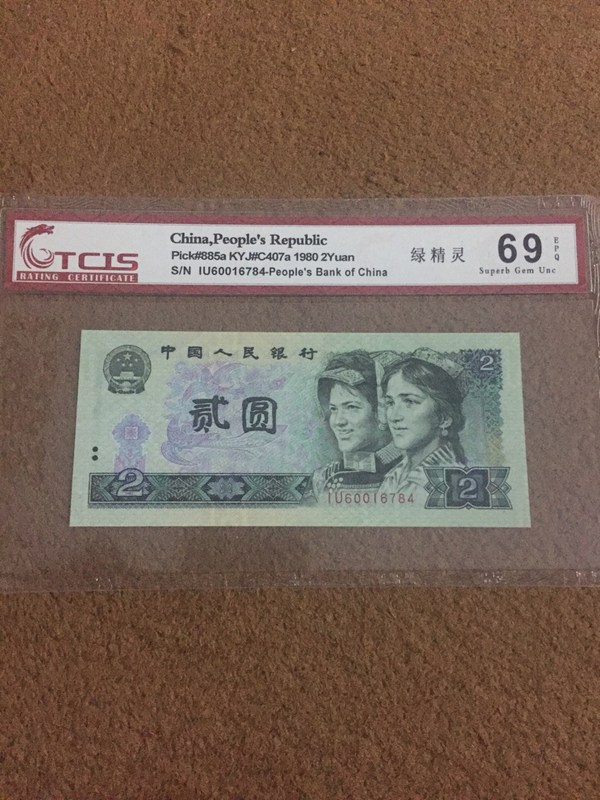 TCIS
RATING CERTIFICATE
China,People's Republic
Pick#885a KYJ#C407a 1980 2Yuan
S/N IU60016784-People's Bank of China
绿精灵
69
EPQ
Superb Gem Unc
中国人民银行
2
贰圆
2
IU60016784
2